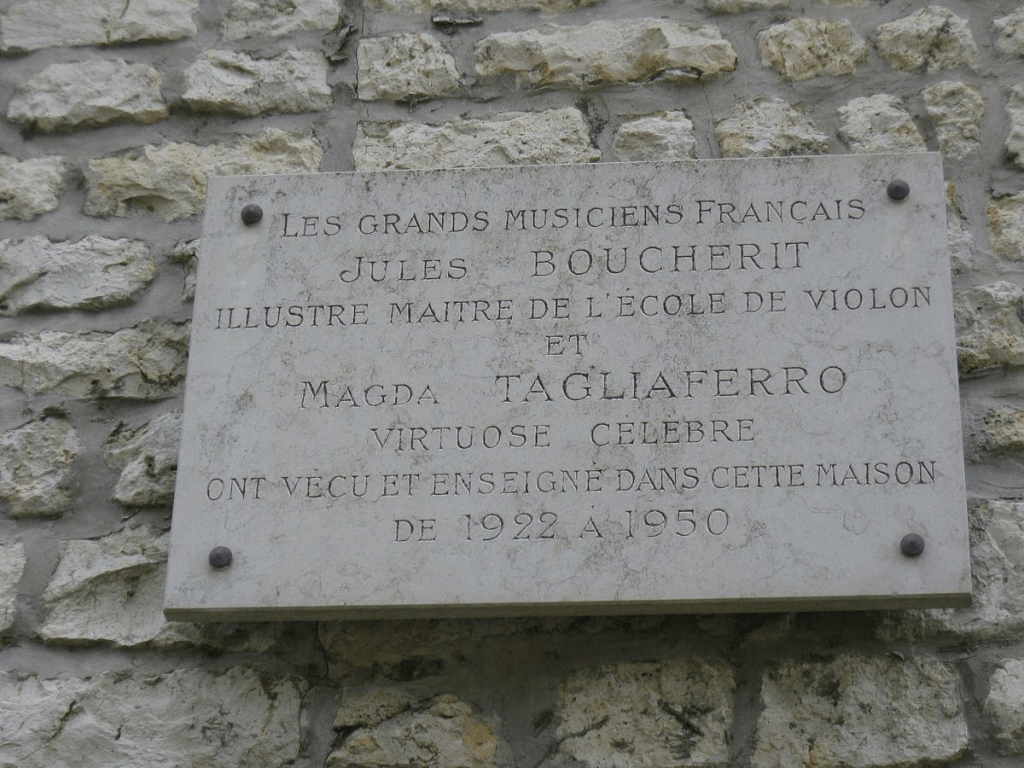 LES GRANDS MUSICIENS FRANÇAIS
JULES BOUCHERIT
ILLUSTRE MAITRE DE L'ÉCOLE DE VIOLON
ET
MAGDA TAGLIAFERRO
VIRTUOSE CÉLÈBRE
ONT VÉCU ET ENSEIGNÉ DANS CETTE MAISON
DE 1922 À 1950